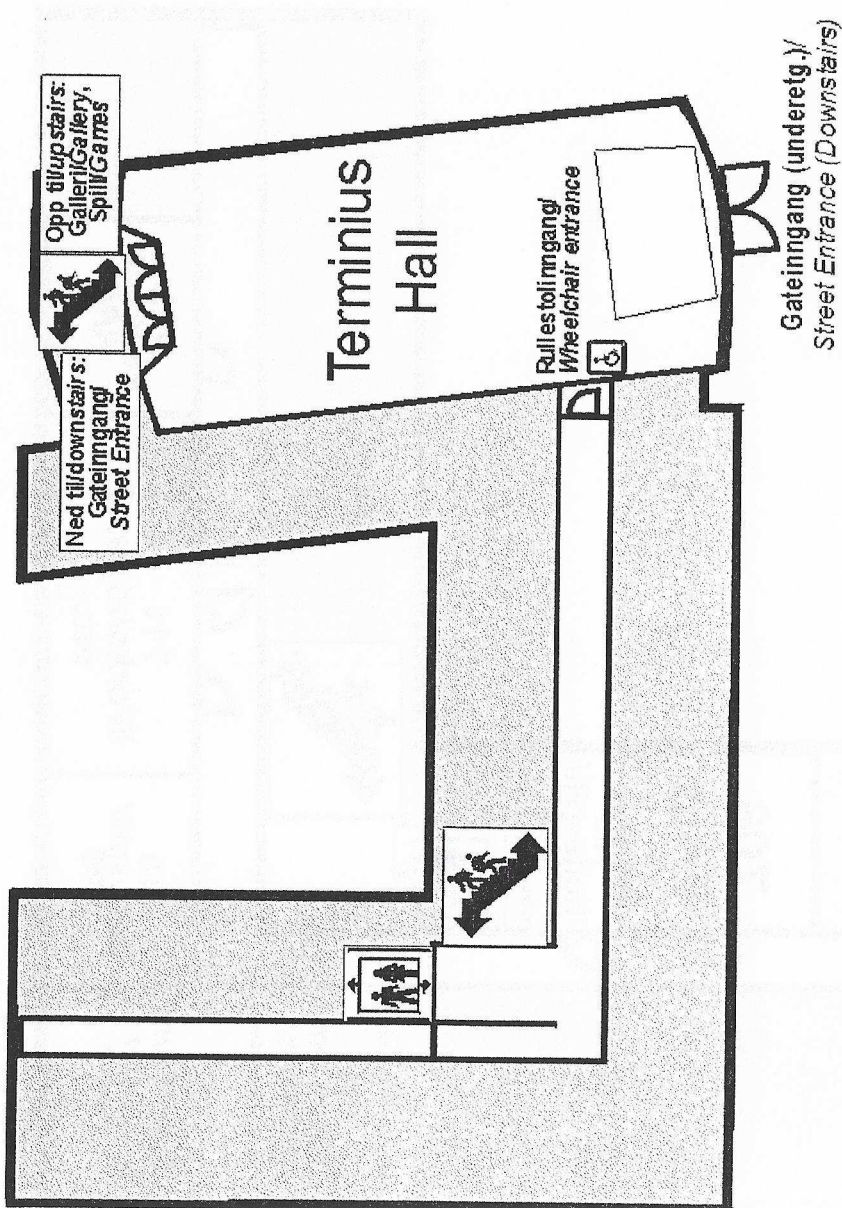 Opp til/upstairs:
Galleri/Gallery,
Spill/Games
Ned til/downstairs:
Gateinngang/
Street Entrance
Terminius
Hall
Rullestolinngang/
Wheelchair entrance
Gateinngang (underetg.)/
Street Entrance (Downstairs)